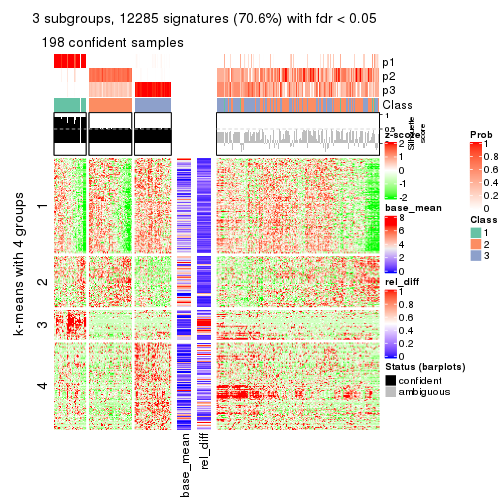 3 subgroups, 12285 signatures (70.6%) with fdr < 0.05
198 confident samples
p1
p2
p3
Class
1
0.5
0
Silhouette
score
k-means with 4 groups
1
2
3
4
base_mean
rel_diff
z-score
2
1
0
-1
-2
base_mean
8
6
4
2
0
rel_diff
1
0.8
0.6
0.4
0.2
0
Status (barplots)
confident
ambiguous
Prob
1
0.8
0.6
0.4
0.2
0
Class
1
2
3